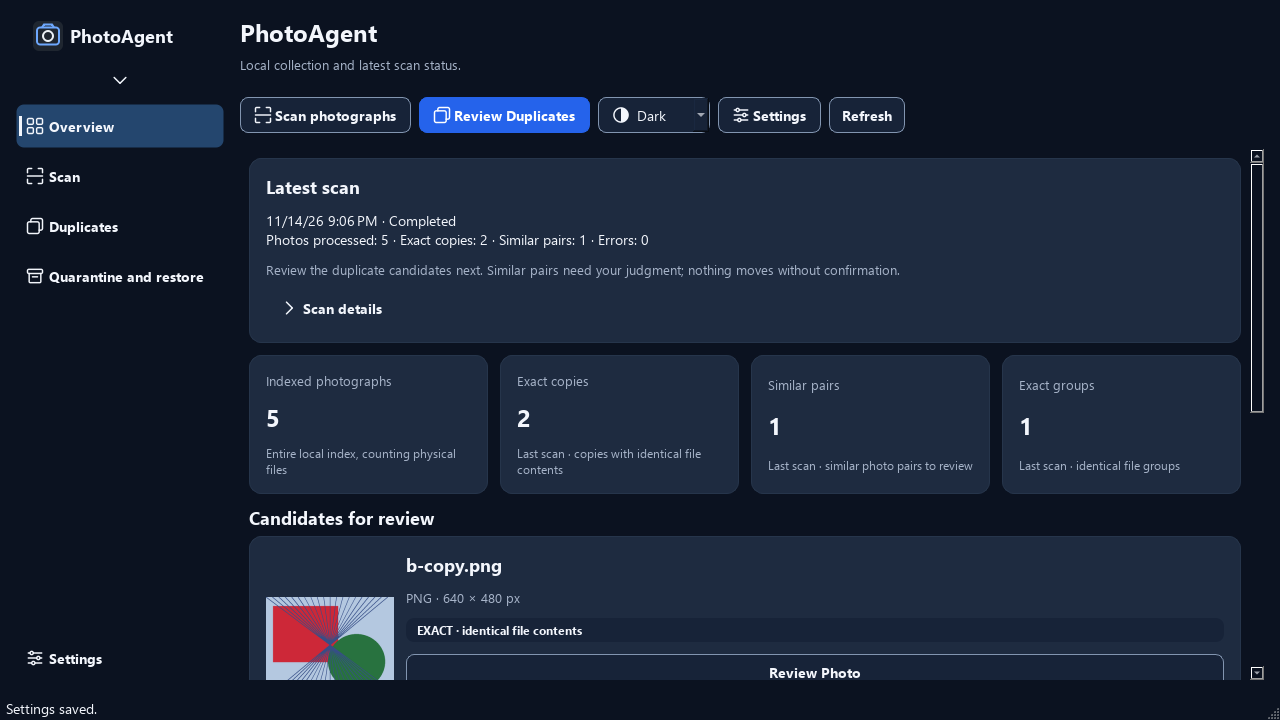 PhotoAgent
Overview
Scan
Duplicates
Quarantine and restore
Settings
PhotoAgent
Local collection and latest scan status.
Scan photographs
Review Duplicates
Dark
Settings
Refresh
Latest scan
11/14/26 9:06 PM · Completed
Photos processed: 5 · Exact copies: 2 · Similar pairs: 1 · Errors: 0
Review the duplicate candidates next. Similar pairs need your judgment; nothing moves without confirmation.
Scan details
Indexed photographs
5
Entire local index, counting physical
files
Exact copies
2
Last scan · copies with identical file
contents
Similar pairs
1
Last scan · similar photo pairs to review
Exact groups
1
Last scan · identical file groups
Candidates for review
b-copy.png
PNG · 640 × 480 px
EXACT · identical file contents
Review Photo
Settings saved.